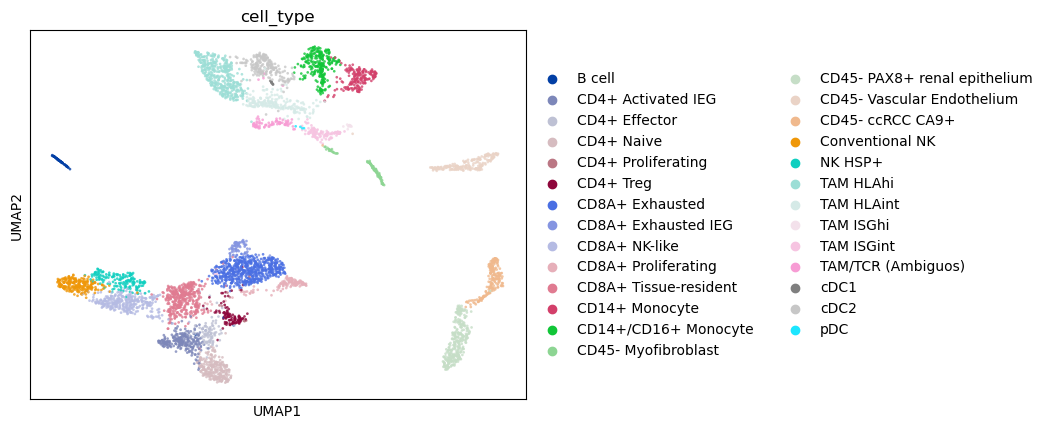 cell_type
UMAP2
UMAP1
B cell
CD4+ Activated IEG
CD4+ Effector
CD4+ Naive
CD4+ Proliferating
CD4+ Treg
CD8A+ Exhausted
CD8A+ Exhausted IEG
CD8A+ NK-like
CD8A+ Proliferating
CD8A+ Tissue-resident
CD14+ Monocyte
CD14+/CD16+ Monocyte
CD45- Myofibroblast
CD45- PAX8+ renal epithelium
CD45- Vascular Endothelium
CD45- ccRCC CA9+
Conventional NK
NK HSP+
TAM HLAhi
TAM HLAint
TAM ISGhi
TAM ISGint
TAM/TCR (Ambiguos)
cDC1
cDC2
pDC